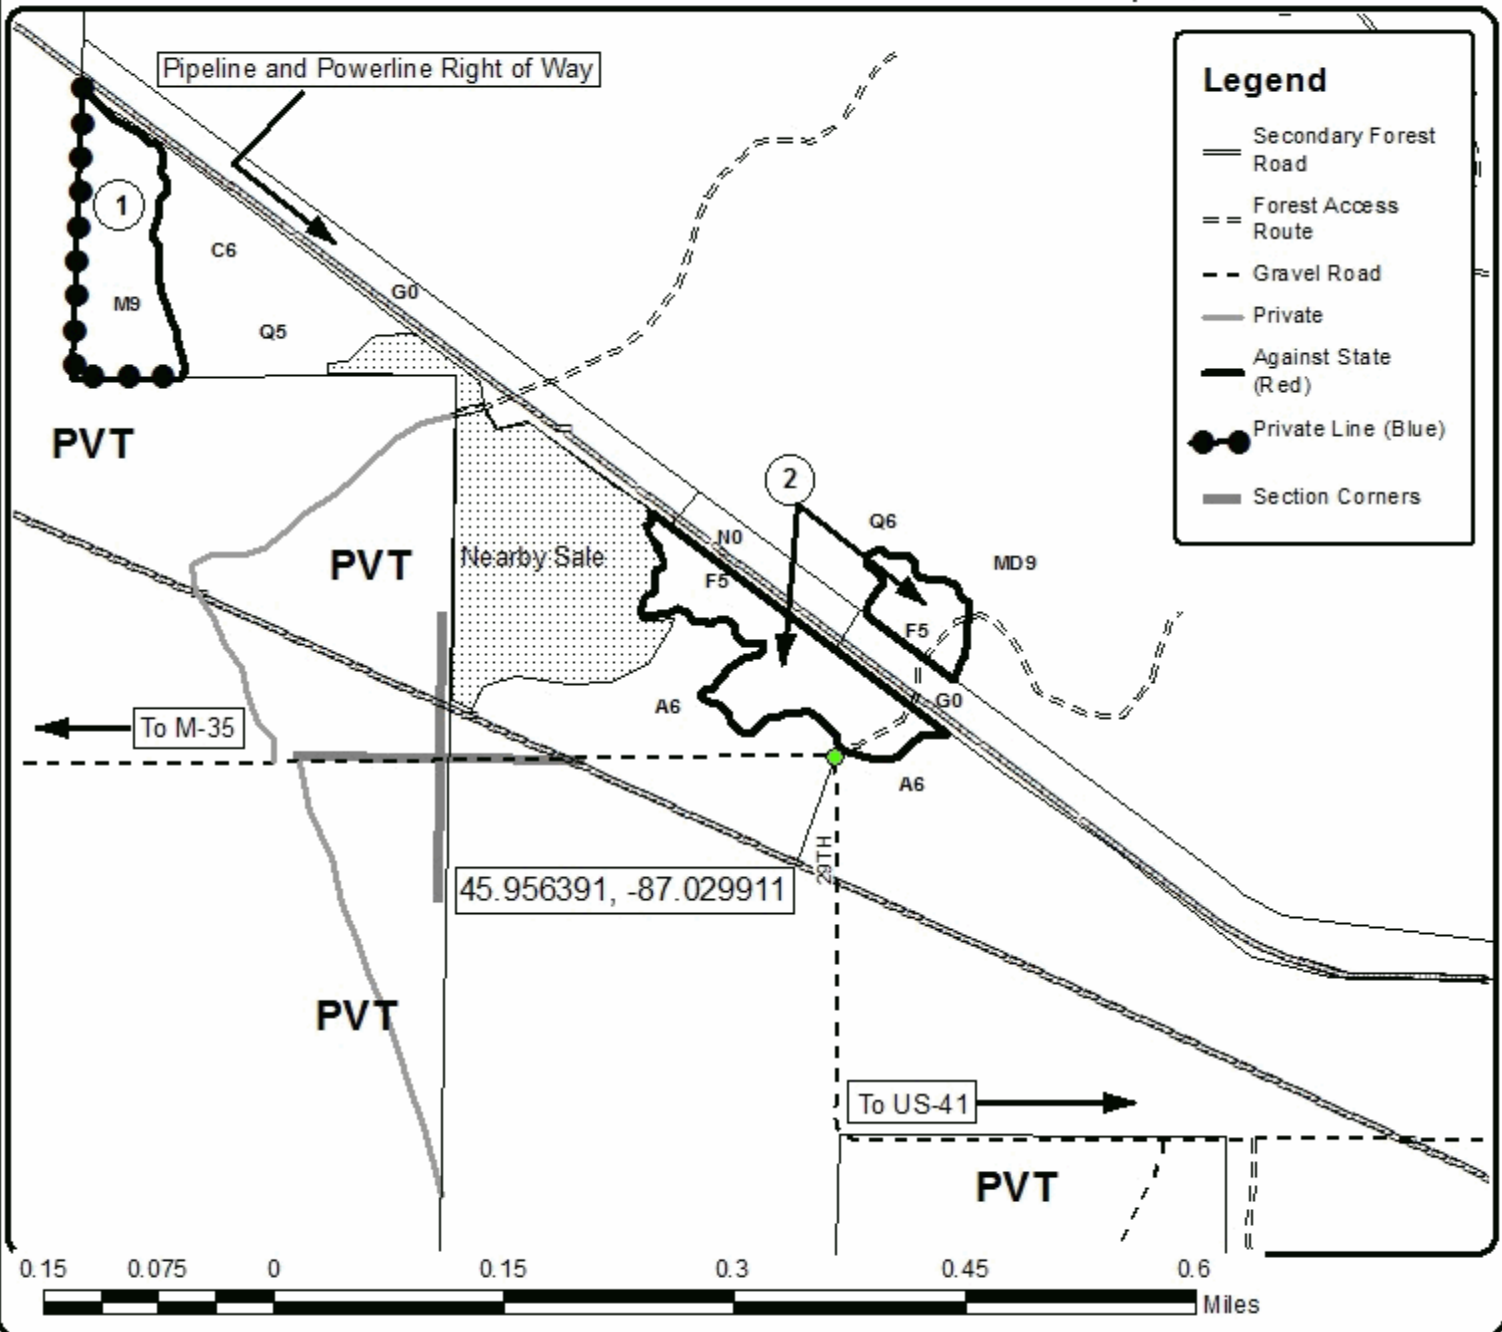 Pipeline and Powerline Right of Way
Legend
Secondary Forest
Road
Forest Access
Route
Gravel Road
Private
Against State
(Red)
Private Line (Blue)
Section Corners
1
C6
M9
G0
Q5
PVT
2
Q6
N0
MD9
PVT
Nearby Sale
F5
F5
A6
G0
To M-35
A6
29TH
45.956391, -87.029911
PVT
To US-41
PVT
0.15 0.075 0 0.15 0.3 0.45 0.6
Miles